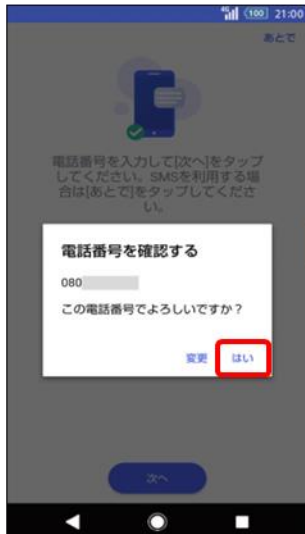 4G 100 21:00
あとで
電話番号を入力して[次へ]をタップ
してください。SMSを利用する場
合は[あとで]をタップしてくださ
い。
電話番号を確認する
080
この電話番号でよろしいですか？
変更 はい
次へ